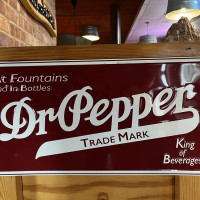 t Fountains
d in Bottles
Dr Pepper
Trade Mark
King
of
Beverages